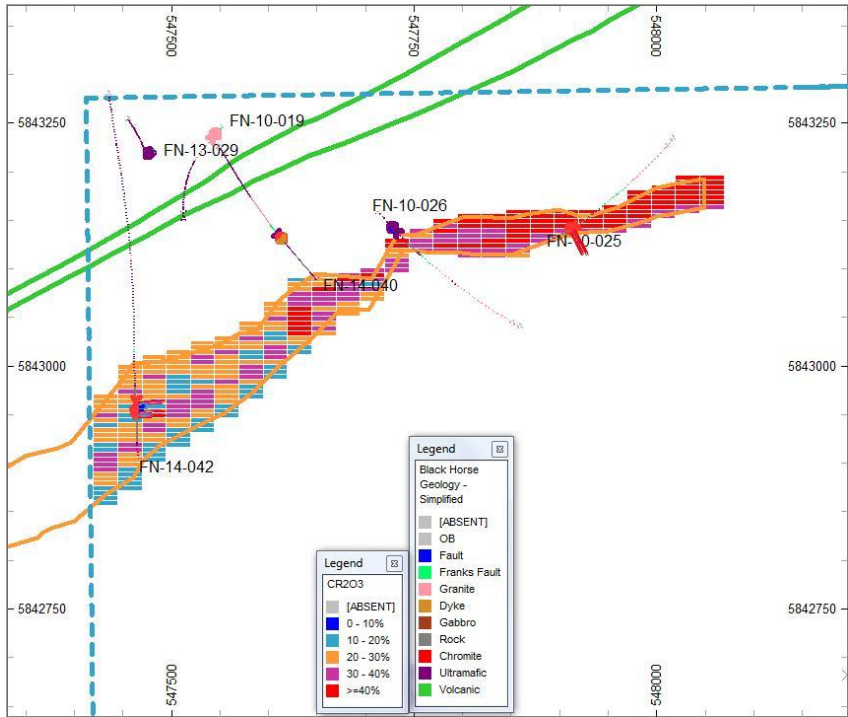 547500
547750
548000
5843250
5843250
FN-10-019
FN-13-029
FN-10-026
FN-10-025
FN-14-040
5843000
5843000
FN-14-042
Legend
Black Horse
Geology -
Simplified
[ABSENT]
OB
Fault
Franks Fault
Granite
Dyke
Gabbro
Rock
Chromite
Ultramafic
Volcanic
Legend
CR2O3
[ABSENT]
0 - 10%
10 - 20%
20 - 30%
30 - 40%
>=40%
5842750
5842750
547500
548000